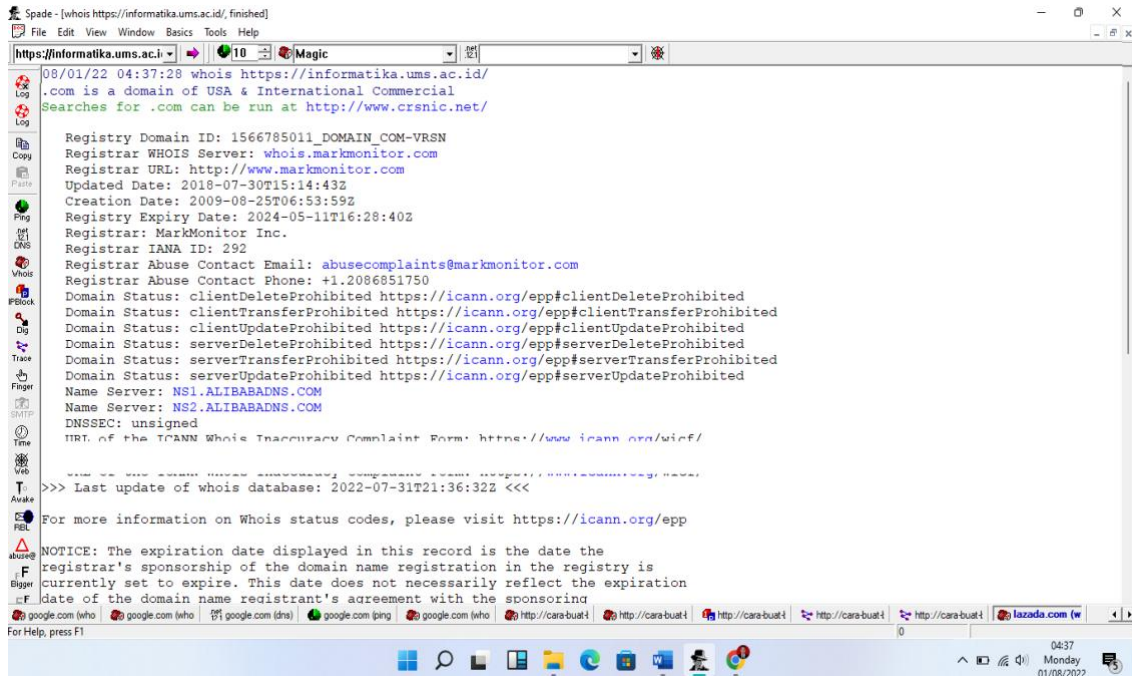 Spade - [whois https://informatika.ums.ac.id/, finished]
File Edit View Window Basics Tools Help
https://informatika.ums.ac.i 10 Magic
08/01/22 04:37:28 whois https://informatika.ums.ac.id/
.com is a domain of USA & International Commercial
Searches for .com can be run at http://www.crsnic.net/
Registry Domain ID: 1566785011_DOMAIN_COM-VRSN
Registrar WHOIS Server: whois.markmonitor.com
Registrar URL: http://www.markmonitor.com
Updated Date: 2018-07-30T15:14:43Z
Creation Date: 2009-08-25T06:53:59Z
Registry Expiry Date: 2024-05-11T16:28:40Z
Registrar: MarkMonitor Inc.
Registrar IANA ID: 292
Registrar Abuse Contact Email: abusecomplaints@markmonitor.com
Registrar Abuse Contact Phone: +1.2086851750
Domain Status: clientDeleteProhibited https://icann.org/epp#clientDeleteProhibited
Domain Status: clientTransferProhibited https://icann.org/epp#clientTransferProhibited
Domain Status: clientUpdateProhibited https://icann.org/epp#clientUpdateProhibited
Domain Status: serverDeleteProhibited https://icann.org/epp#serverDeleteProhibited
Domain Status: serverTransferProhibited https://icann.org/epp#serverTransferProhibited
Domain Status: serverUpdateProhibited https://icann.org/epp#serverUpdateProhibited
Name Server: NS1.ALIBABADNS.COM
Name Server: NS2.ALIBABADNS.COM
DNSSEC: unsigned
URL of the ICANN Whois Inaccuracy Complaint Form: https://www.icann.org/wicf/
>>> Last update of whois database: 2022-07-31T21:36:32Z <<<
For more information on Whois status codes, please visit https://icann.org/epp
NOTICE: The expiration date displayed in this record is the date the
registrar's sponsorship of the domain name registration in the registry is
currently set to expire. This date does not necessarily reflect the expiration
date of the domain name registrant's agreement with the sponsoring
Log
Log
Copy
Paste
Ping
DNS
Whois
IPBlock
Dig
Trace
Finger
SMTP
Time
Web
Awake
RBL
abuse@
Bigger
google.com (who google.com (who google.com (dns) google.com (ping google.com (who http://cara-buat-l http://cara-buat-l http://cara-buat-l http://cara-buat-l http://cara-buat-l lazada.com (w
For Help, press F1 0
04:37
Monday
01/08/2022
5